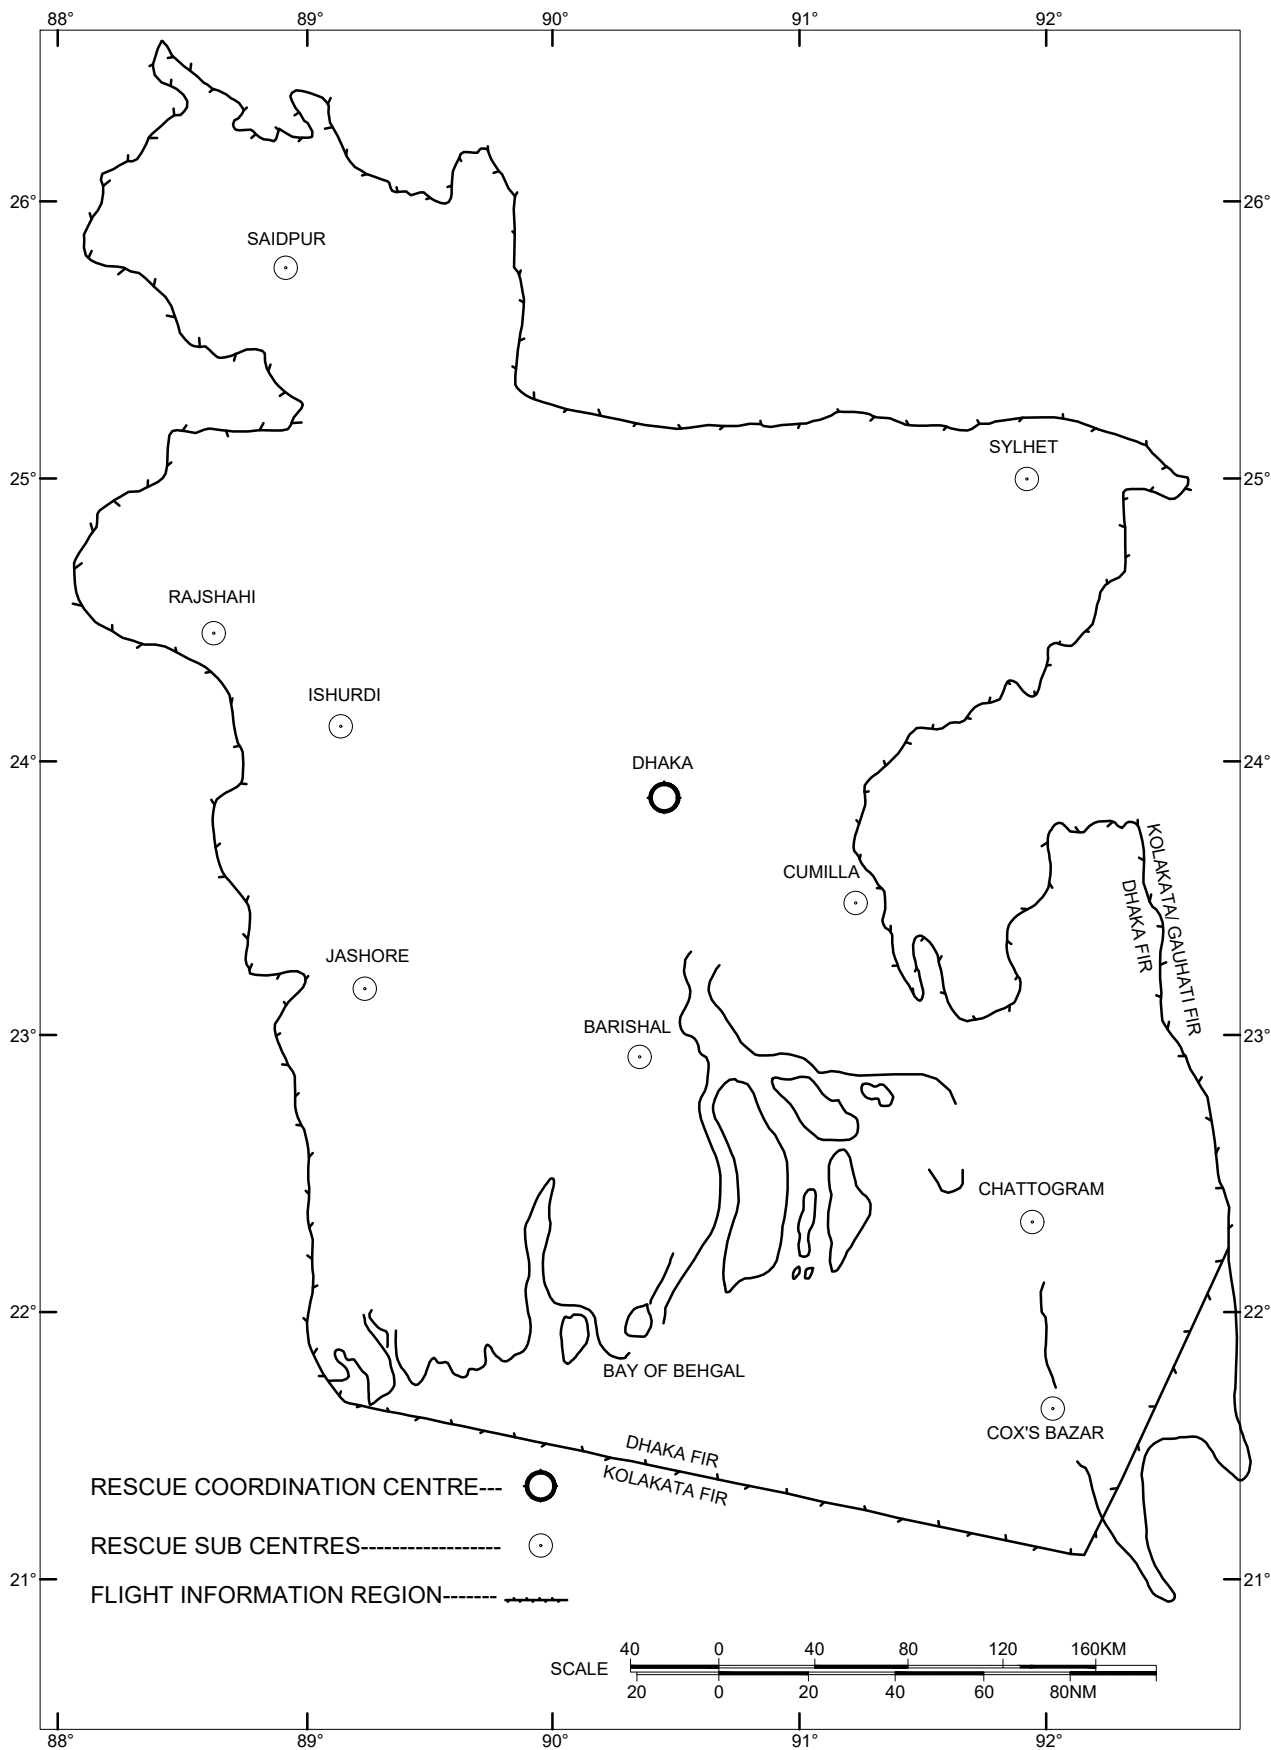 88° 89° 90° 91° 92°
26° 26°
SAIDPUR
SYLHET
25° 25°
RAJSHAHI
ISHURDI
24° 24°
DHAKA
KOLAKATA/ GAUHATI FIR
DHAKA FIR
CUMILLA
JASHORE
BARISHAL
23° 23°
CHATTOGRAM
22° 22°
BAY OF BEHGAL
COX'S BAZAR
DHAKA FIR
KOLAKATA FIR
RESCUE COORDINATION CENTRE---
RESCUE SUB CENTRES------------------
FLIGHT INFORMATION REGION-------
21° 21°
40 0 40 80 120 160KM
SCALE
20 0 20 40 60 80NM
88° 89° 90° 91° 92°